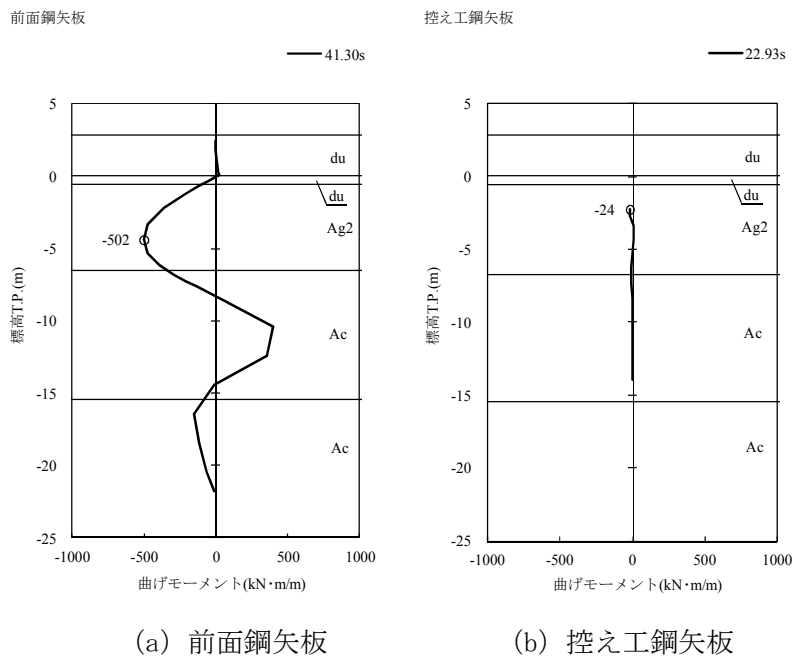 前面鋼矢板
41.30s
5
0
-5
-10
-15
-20
-25
標高T.P.(m)
du
du
Ag2
Ac
Ac
-502
-1000 -500 0 500 1000
曲げモーメント(kN･m/m)
(a) 前面鋼矢板
控え工鋼矢板
22.93s
5
0
-5
-10
-15
-20
-25
標高T.P.(m)
du
du
Ag2
Ac
Ac
-24
-1000 -500 0 500 1000
曲げモーメント(kN･m/m)
(b) 控え工鋼矢板